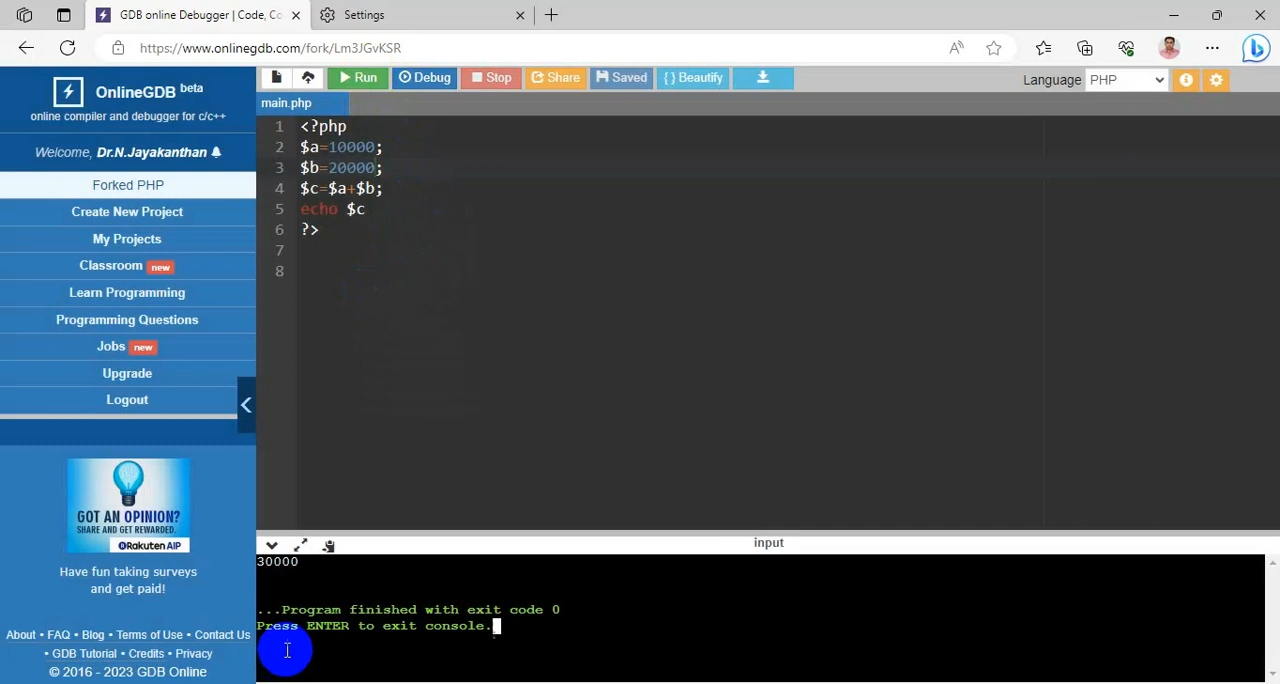 GDB online Debugger | Code, Co
Settings
https://www.onlinegdb.com/fork/Lm3JGvKSR
OnlineGDB beta
online compiler and debugger for c/c++
Welcome, Dr.N.Jayakanthan
Forked PHP
Create New Project
My Projects
Classroom new
Learn Programming
Programming Questions
Jobs new
Upgrade
Logout
GOT AN OPINION?
SHARE AND GET REWARDED.
Rakuten AIP
Have fun taking surveys
and get paid!
About • FAQ • Blog • Terms of Use • Contact Us
• GDB Tutorial • Credits • Privacy
© 2016 - 2023 GDB Online
Run Debug Stop Share Saved { } Beautify
Language PHP
main.php
1 <?php
2 $a=10000;
3 $b=20000;
4 $c=$a+$b;
5 echo $c
6 ?>
7
8
input
30000
...Program finished with exit code 0
Press ENTER to exit console.